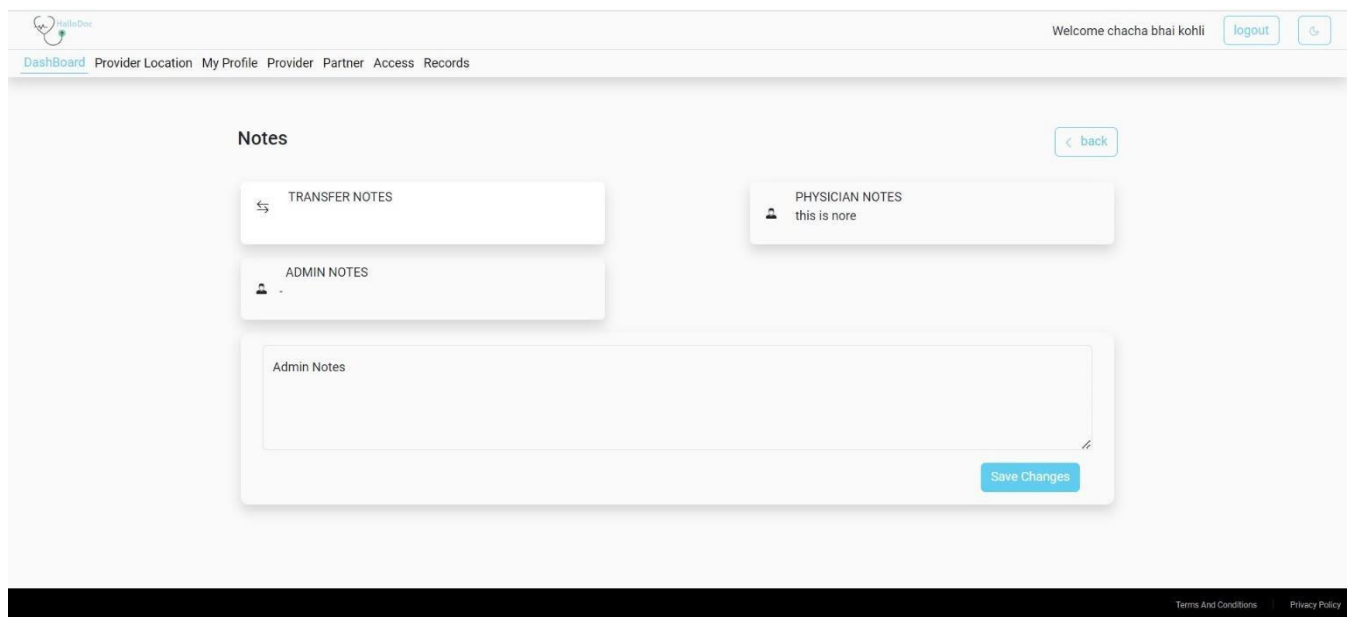 HalloDoc
Welcome chacha bhai kohli
logout
DashBoard Provider Location My Profile Provider Partner Access Records
Notes
back
TRANSFER NOTES
PHYSICIAN NOTES
this is nore
ADMIN NOTES
-
Admin Notes
Save Changes
Terms And Conditions
Privacy Policy